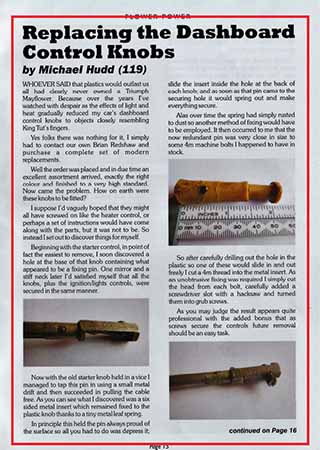 FLOWER POWER
Replacing the Dashboard
Control Knobs
by Michael Hudd (119)
WHOEVER SAID that plastics would outlast us
all had clearly never owned a Triumph
Mayflower. Because over the years I've
watched with despair as the effects of light and
heat gradually reduced my car's dashboard
control knobs to objects closely resembling
King Tut's fingers.
Yes folks there was nothing for it, I simply
had to contact our own Brian Redshaw and
purchase a complete set of modern
replacements.
Well the order was placed and in due time an
excellent assortment arrived, exactly the right
colour and finished to a very high standard.
Now came the problem. How on earth were
these knobs to be fitted?
I suppose I'd vaguely hoped that they might
all have screwed on like the heater control, or
perhaps a set of instructions would have come
along with the parts, but it was not to be. So
instead I set out to discover things for myself.
Beginning with the starter control, in point of
fact the easiest to remove, I soon discovered a
hole at the base of that knob containing what
appeared to be a fixing pin. One mirror and a
stiff neck later I'd satisfied myself that all the
knobs, plus the ignition/lights controls, were
secured in the same manner.
Now with the old starter knob held in a vice I
managed to tap this pin in using a small metal
drift and then succeeded in pulling the cable
free. As you can see what I discovered was a six
sided metal insert which remained fixed to the
plastic knob thanks to a tiny metal leaf spring.
In principle this held the pin always proud of
the surface so all you had to do was depress it,
slide the insert inside the hole at the back of
each knob, and as soon as that pin came to the
securing hole it would spring out and make
everything secure.
Alas over time the spring had simply rusted
to dust so another method of fixing would have
to be employed. It then occurred to me that the
now redundant pin was very close in size to
some 4m machine bolts I happened to have in
stock.
mm 10 20 30 40 50
So after carefully drilling out the hole in the
plastic so one of these would slide in and out
freely I cut a 4m thread into the metal insert. As
an unobtrusive fixing was required I simply cut
the head from each bolt, carefully added a
screwdriver slot with a hacksaw and turned
them into grub screws.
As you may judge the result appears quite
professional with the added bonus that as
screws secure the controls future removal
should be an easy task.
continued on Page 16
Page 15